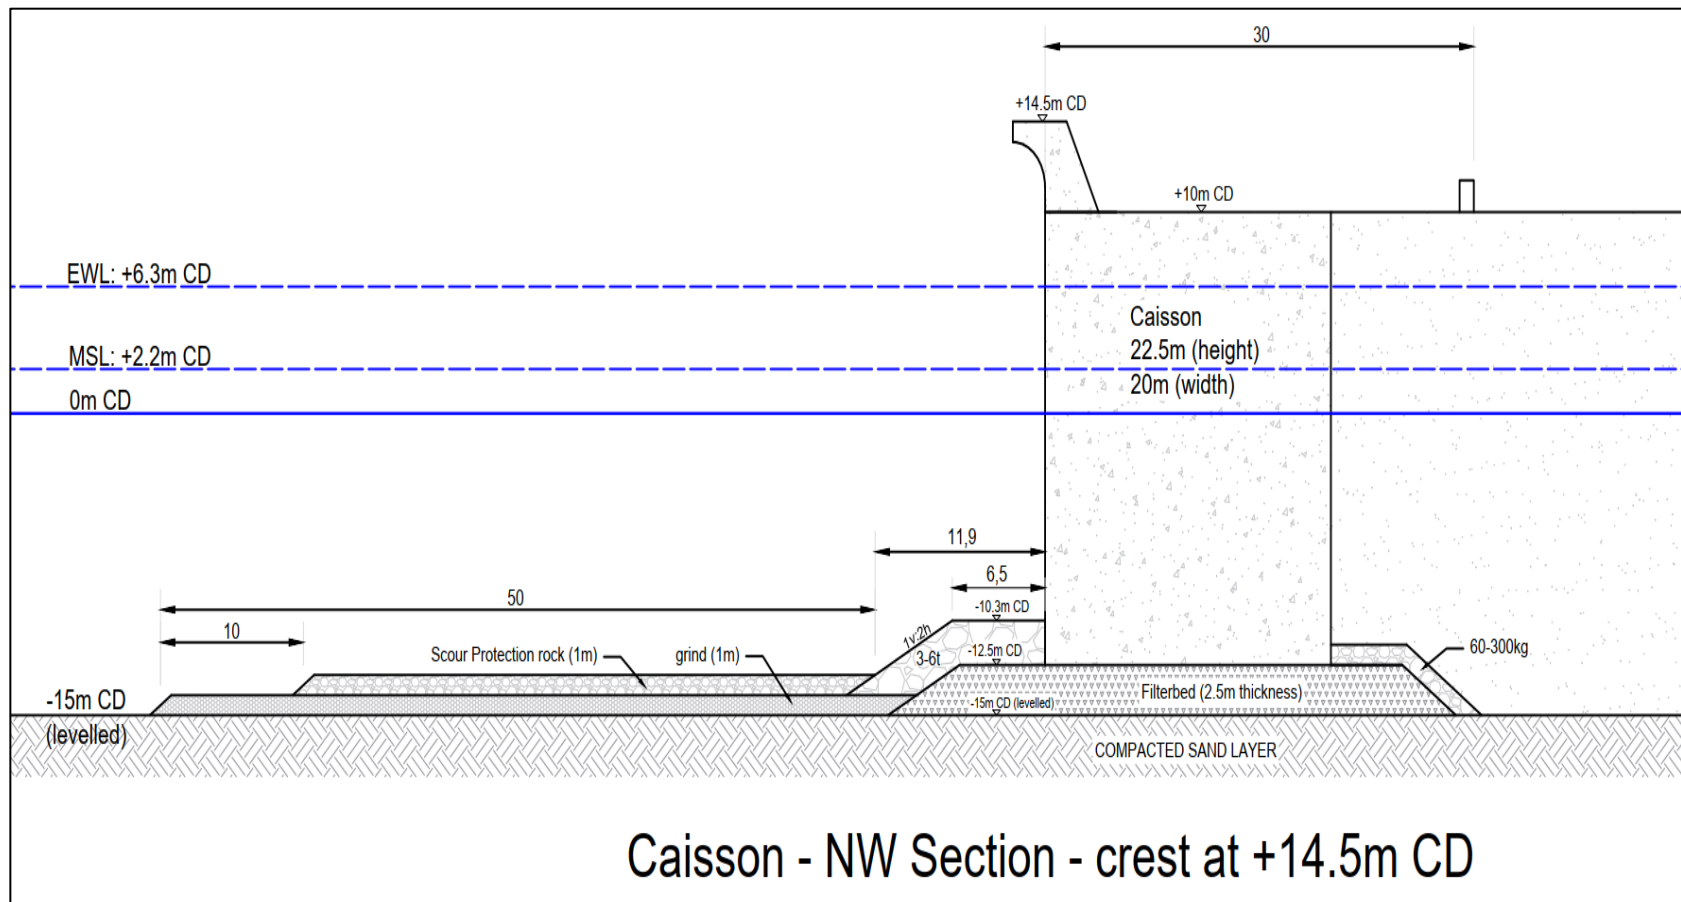 30
+14.5m CD
+10m CD
EWL: +6.3m CD
MSL: +2.2m CD
0m CD
Caisson
22.5m (height)
20m (width)
11,9
6,5
50
-10.3m CD
10
1v:2h
Scour Protection rock (1m)
grind (1m)
3-6t
-12.5m CD
60-300kg
-15m CD
(levelled)
Filterbed (2.5m thickness)
-15m CD (levelled)
COMPACTED SAND LAYER
Caisson - NW Section - crest at +14.5m CD